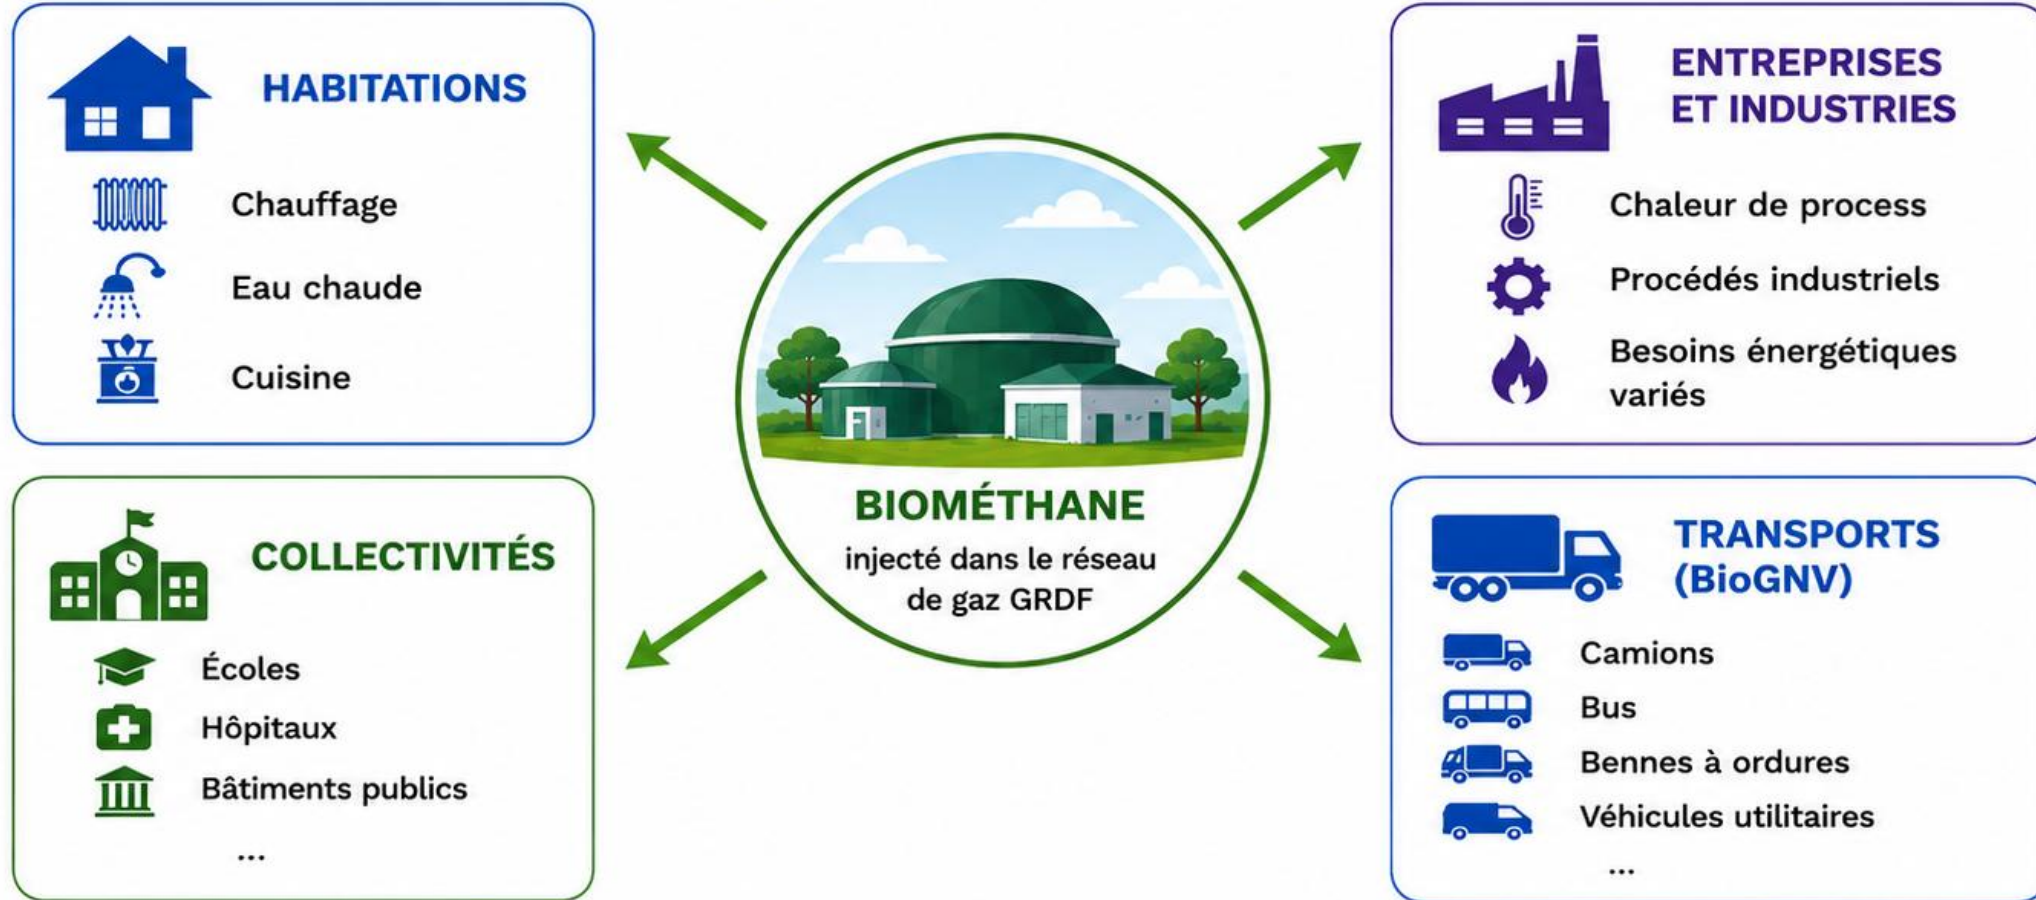 HABITATIONS
Chauffage
Eau chaude
Cuisine
COLLECTIVITÉS
Écoles
Hôpitaux
Bâtiments publics
...
BIOMÉTHANE
injecté dans le réseau
de gaz GRDF
ENTREPRISES
ET INDUSTRIES
Chaleur de process
Procédés industriels
Besoins énergétiques
variés
TRANSPORTS
(BioGNV)
Camions
Bus
Bennes à ordures
Véhicules utilitaires
...